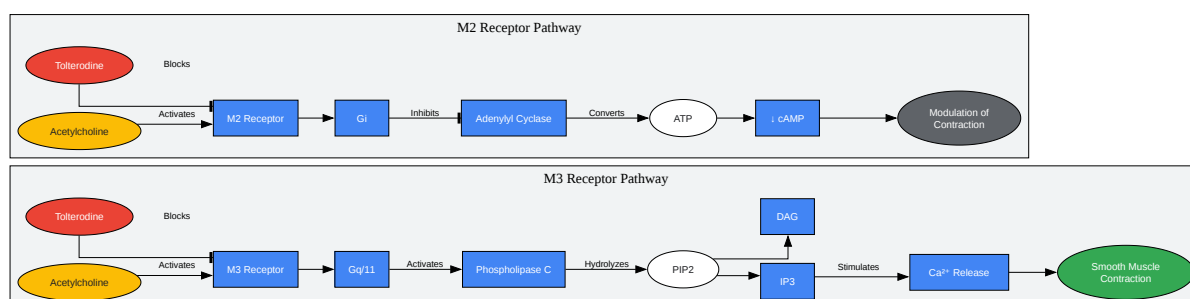 M2 Receptor Pathway
Tolterodine
Blocks
Acetylcholine
Activates
M2 Receptor
Gi
Inhibits
Adenylyl Cyclase
Converts
ATP
↓ cAMP
Modulation of
Contraction
M3 Receptor Pathway
Tolterodine
Blocks
Acetylcholine
Activates
M3 Receptor
Gq/11
Activates
Phospholipase C
Hydrolyzes
PIP2
DAG
IP3
Stimulates
Ca²⁺ Release
Smooth Muscle
Contraction